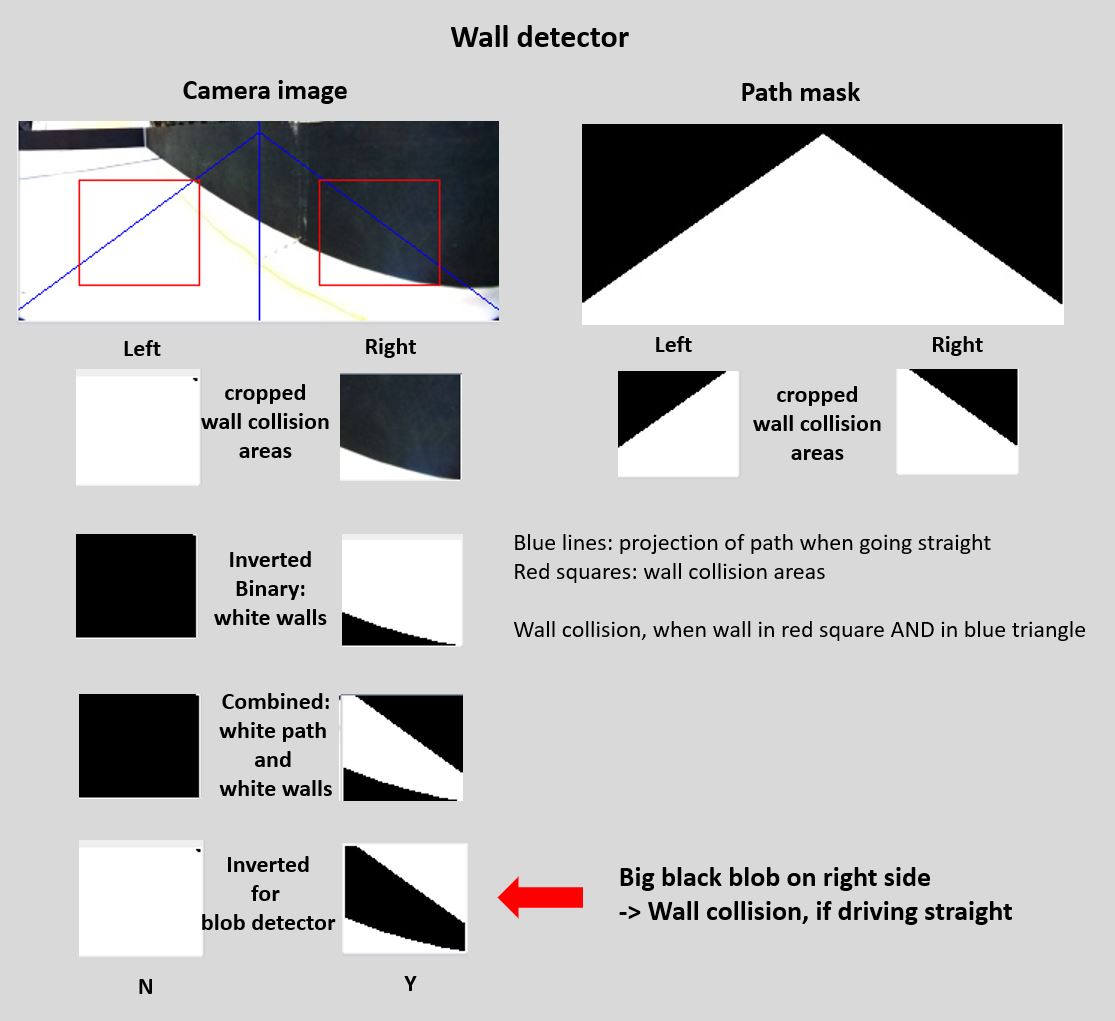 Wall detector
Camera image
Path mask
Left
Right
Left
Right
cropped
wall collision
areas
cropped
wall collision
areas
Inverted
Binary:
white walls
Blue lines: projection of path when going straight
Red squares: wall collision areas
Wall collision, when wall in red square AND in blue triangle
Combined:
white path
and
white walls
Inverted
for
blob detector
Big black blob on right side
-> Wall collision, if driving straight
N
Y